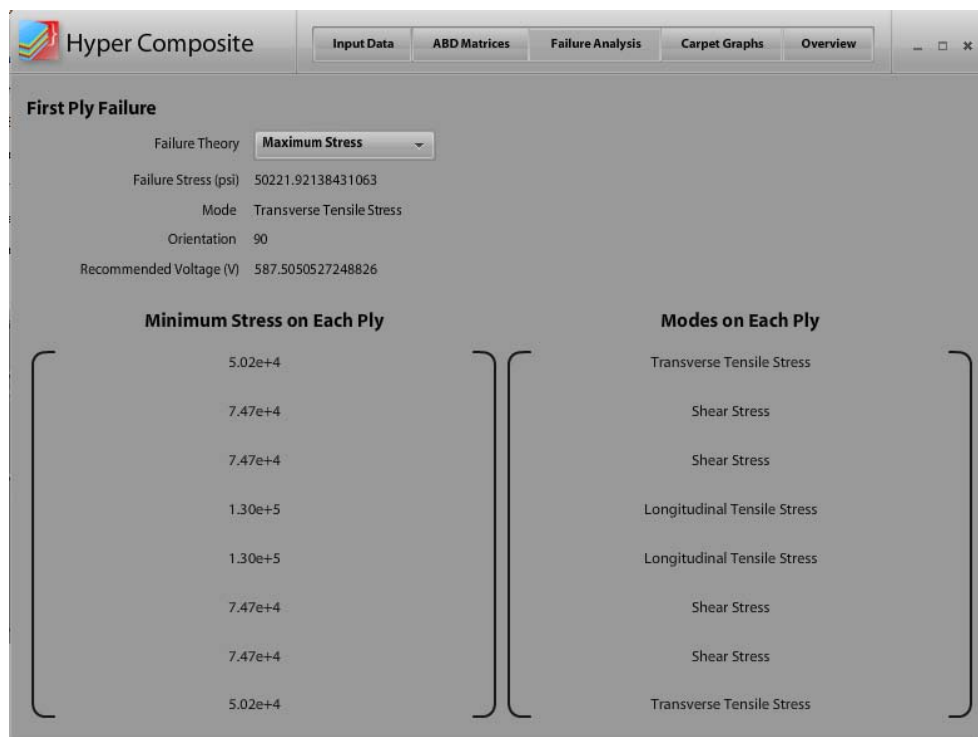 Hyper Composite
Input Data
ABD Matrices
Failure Analysis
Carpet Graphs
Overview
First Ply Failure
Failure Theory Maximum Stress
Failure Stress (psi) 50221.92138431063
Mode Transverse Tensile Stress
Orientation 90
Recommended Voltage (V) 587.5050527248826
Minimum Stress on Each Ply
5.02e+4
7.47e+4
7.47e+4
1.30e+5
1.30e+5
7.47e+4
7.47e+4
5.02e+4
Modes on Each Ply
Transverse Tensile Stress
Shear Stress
Shear Stress
Longitudinal Tensile Stress
Longitudinal Tensile Stress
Shear Stress
Shear Stress
Transverse Tensile Stress